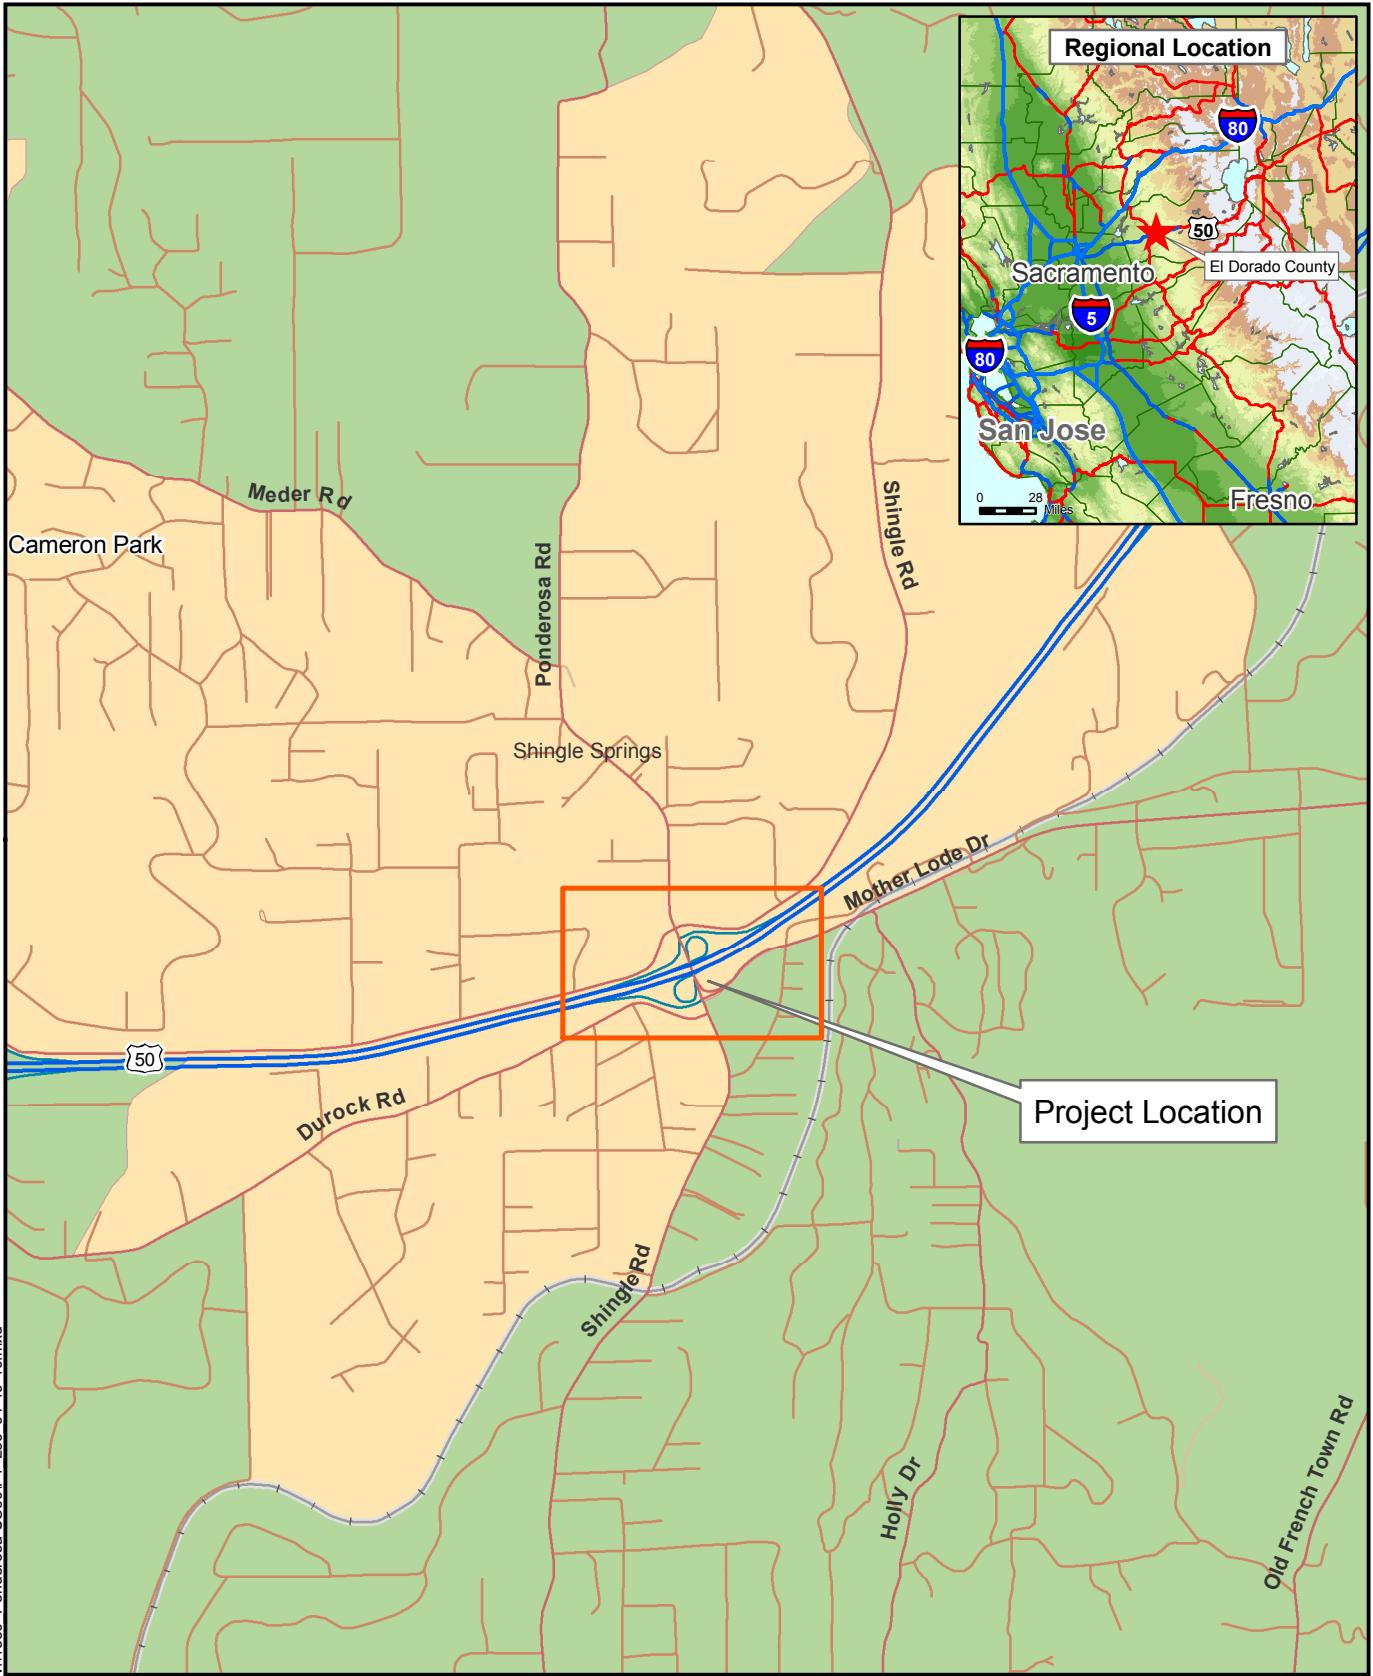 Regional Location
80
50
El Dorado County
Sacramento
5
80
San Jose
Fresno
0 28
Miles
Meder Rd
Cameron Park
Ponderosa Rd
Shingle Rd
Shingle Springs
Mother Lode Dr
50
Durock Rd
Project Location
Shingle Rd
Holly Dr
Old French Town Rd